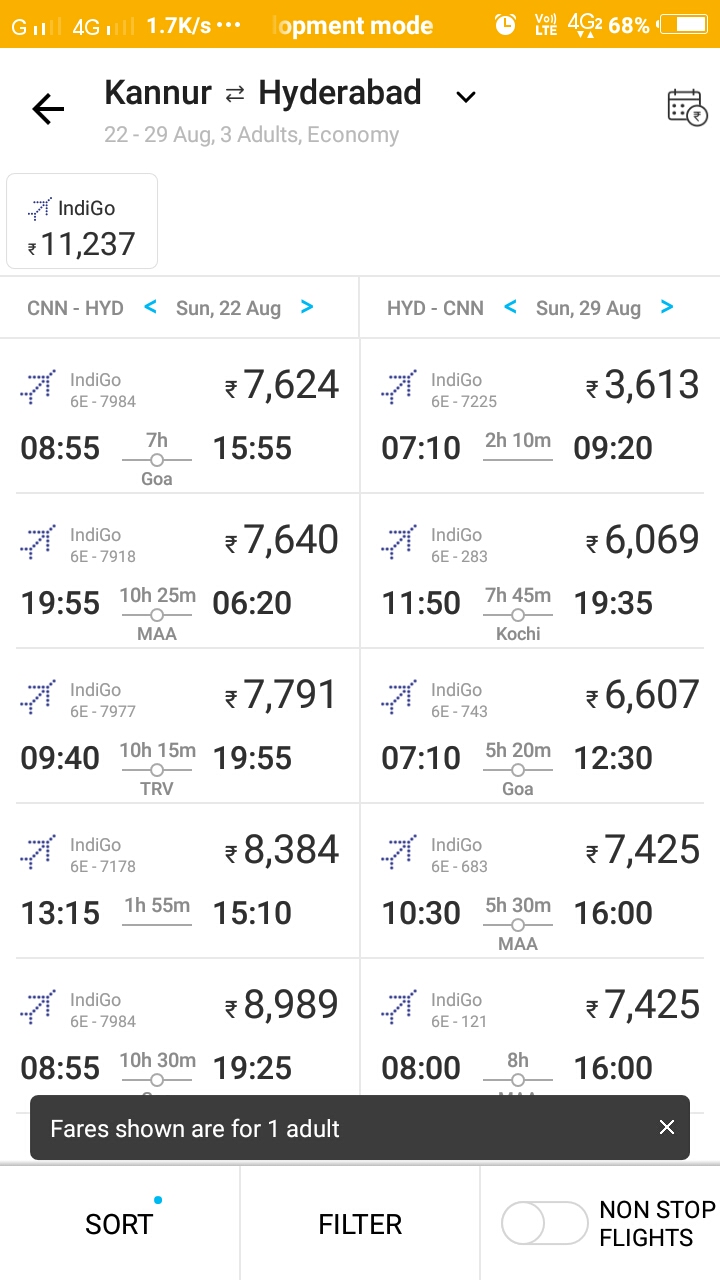 G 4G 1.7K/s ... lopment mode VoI) LTE 4G2 68%
Kannur ⇄ Hyderabad
22 - 29 Aug, 3 Adults, Economy
IndiGo
₹ 11,237
CNN - HYD < Sun, 22 Aug >
HYD - CNN < Sun, 29 Aug >
IndiGo ₹ 7,624
6E - 7984
08:55 7h 15:55
Goa
IndiGo ₹ 3,613
6E - 7225
07:10 2h 10m 09:20
IndiGo ₹ 7,640
6E - 7918
19:55 10h 25m 06:20
MAA
IndiGo ₹ 6,069
6E - 283
11:50 7h 45m 19:35
Kochi
IndiGo ₹ 7,791
6E - 7977
09:40 10h 15m 19:55
TRV
IndiGo ₹ 6,607
6E - 743
07:10 5h 20m 12:30
Goa
IndiGo ₹ 8,384
6E - 7178
13:15 1h 55m 15:10
IndiGo ₹ 7,425
6E - 683
10:30 5h 30m 16:00
MAA
IndiGo ₹ 8,989
6E - 7984
08:55 10h 30m 19:25
IndiGo ₹ 7,425
6E - 121
08:00 8h 16:00
Fares shown are for 1 adult ×
SORT
FILTER
NON STOP
FLIGHTS